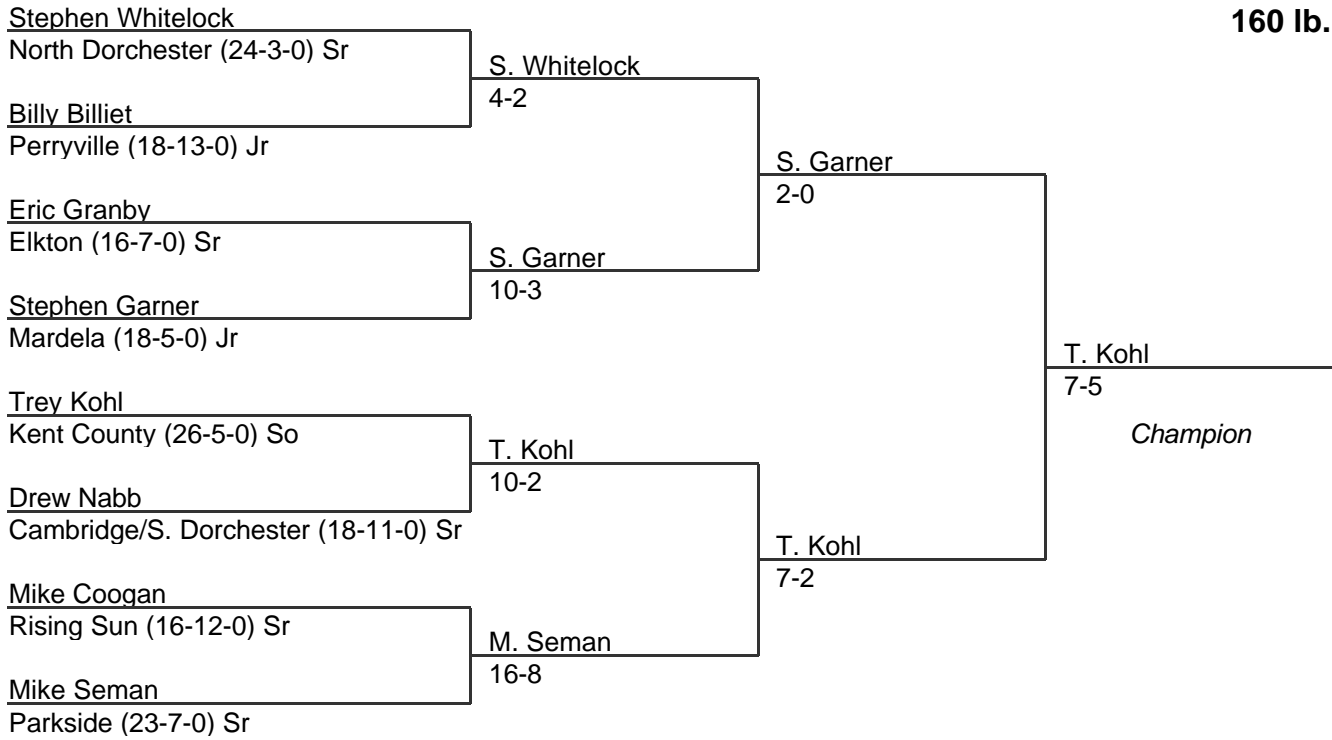 160 lb.
Stephen Whitelock
North Dorchester (24-3-0) Sr
S. Whitelock
4-2
Billy Billiet
Perryville (18-13-0) Jr
S. Garner
2-0
Eric Granby
Elkton (16-7-0) Sr
S. Garner
10-3
Stephen Garner
Mardela (18-5-0) Jr
T. Kohl
7-5
Champion
Trey Kohl
Kent County (26-5-0) So
T. Kohl
10-2
Drew Nabb
Cambridge/S. Dorchester (18-11-0) Sr
T. Kohl
7-2
Mike Coogan
Rising Sun (16-12-0) Sr
M. Seman
16-8
Mike Seman
Parkside (23-7-0) Sr